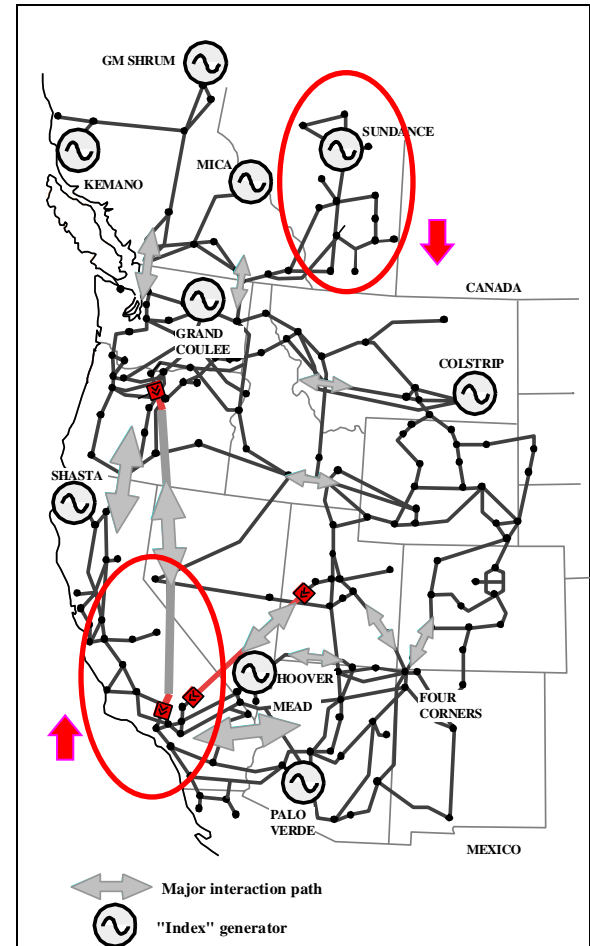 GM SHRUM
SUNDANCE
MICA
KEMANO
CANADA
GRAND
COULEE
COLSTRIP
SHASTA
HOOVER
MEAD
FOUR
CORNERS
PALO
VERDE
MEXICO
Major interaction path
"Index" generator